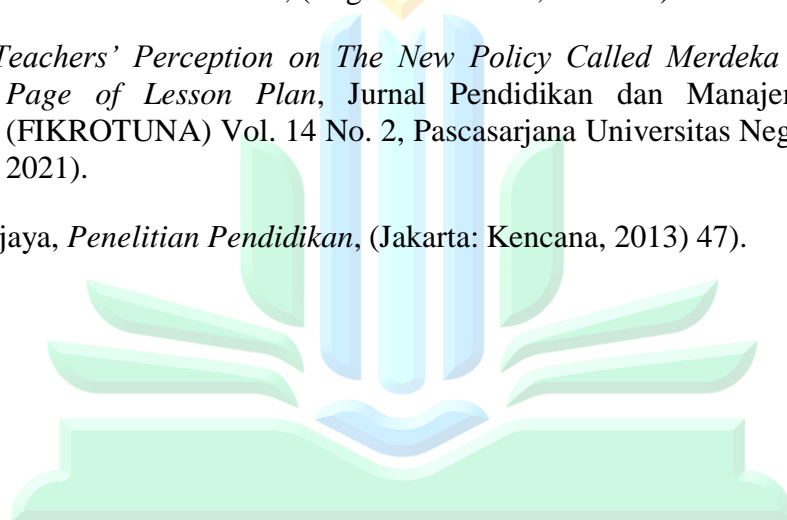 Teachers’ Perception on The New Policy Called Merdeka
Page of Lesson Plan, Jurnal Pendidikan dan Manajer
(FIKROTUNA) Vol. 14 No. 2, Pascasarjana Universitas Neg
2021).
jaya, Penelitian Pendidikan, (Jakarta: Kencana, 2013) 47).